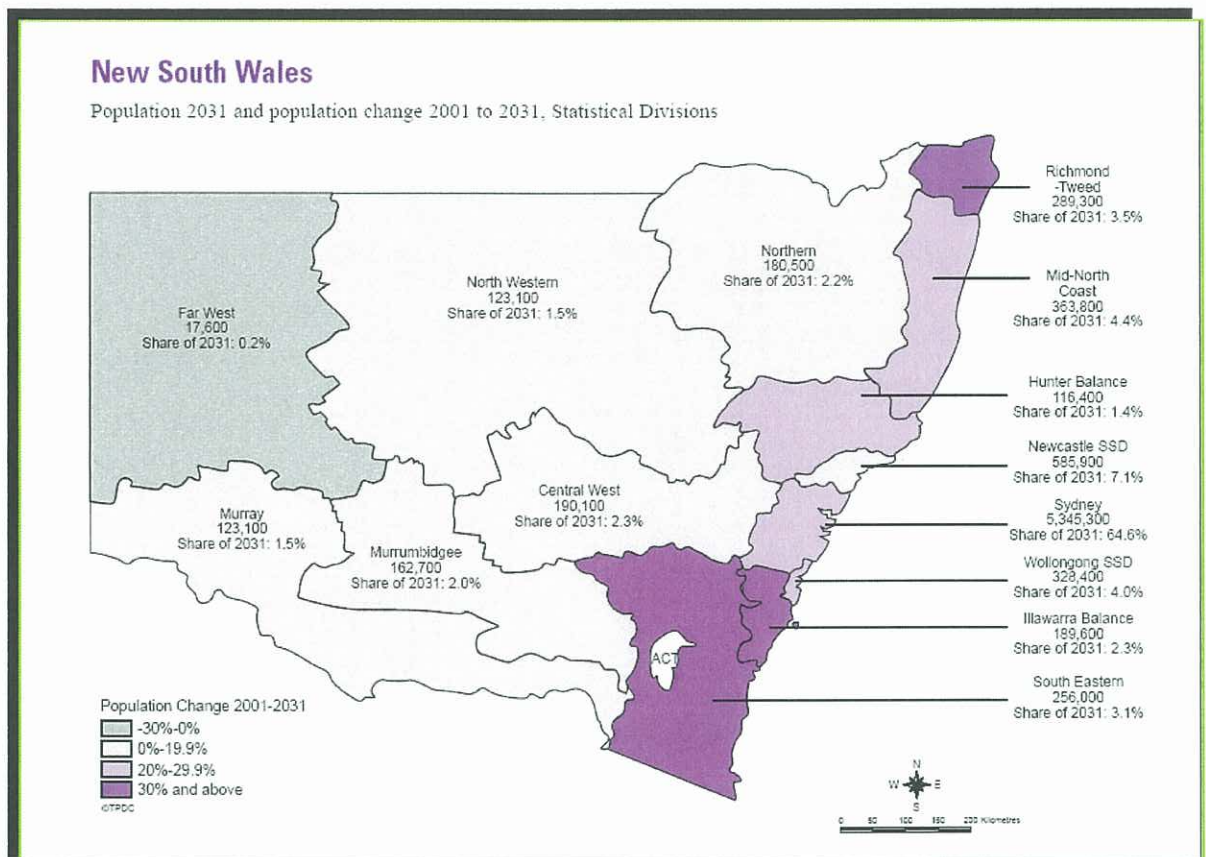 New South Wales
Population 2031 and population change 2001 to 2031, Statistical Divisions
Richmond
-Tweed
289,300
Share of 2031: 3.5%
Northern
180,500
Share of 2031: 2.2%
North Western
123,100
Share of 2031: 1.5%
Mid-North
Coast
363,800
Share of 2031: 4.4%
Far West
17,600
Share of 2031: 0.2%
Hunter Balance
116,400
Share of 2031: 1.4%
Newcastle SSD
585,900
Share of 2031: 7.1%
Central West
190,100
Share of 2031: 2.3%
Sydney
5,345,300
Share of 2031: 64.6%
Murray
123,100
Share of 2031: 1.5%
Murrumbidgee
162,700
Share of 2031: 2.0%
Wollongong SSD
328,400
Share of 2031: 4.0%
Illawarra Balance
189,600
Share of 2031: 2.3%
ACT
South Eastern
256,000
Share of 2031: 3.1%
Population Change 2001-2031
-30%-0%
0%-19.9%
20%-29.9%
30% and above
©TPDC
N
W E
S
0 50 100 150 200 Kilometres